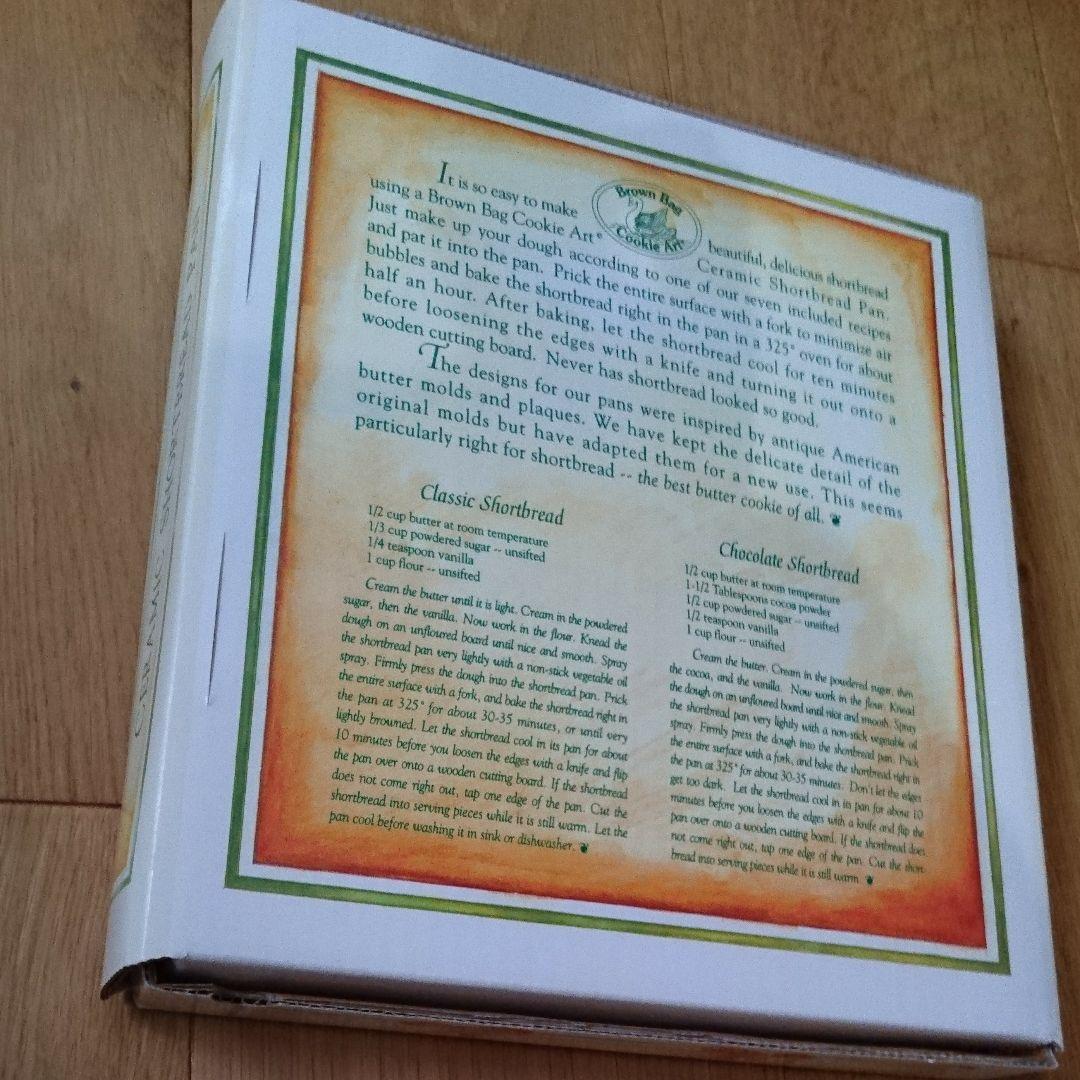 It is so easy to make beautiful, delicious shortbread
using a Brown Bag Cookie Art® Ceramic Shortbread Pan.
Brown Bag
Cookie Art®
Just make up your dough according to one of our seven included recipes
and pat it into the pan. Prick the entire surface with a fork to minimize air
bubbles and bake the shortbread right in the pan in a 325° oven for about
half an hour. After baking, let the shortbread cool for ten minutes
before loosening the edges with a knife and turning it out onto a
wooden cutting board. Never has shortbread looked so good.
The designs for our pans were inspired by antique American
butter molds and plaques. We have kept the delicate detail of the
original molds but have adapted them for a new use. This seems
particularly right for shortbread -- the best butter cookie of all.
Classic Shortbread
1/2 cup butter at room temperature
1/3 cup powdered sugar -- unsifted
1/4 teaspoon vanilla
1 cup flour -- unsifted
Cream the butter until it is light. Cream in the powdered
sugar, then the vanilla. Now work in the flour. Knead the
dough on an unfloured board until nice and smooth. Spray
the shortbread pan very lightly with a non-stick vegetable oil
spray. Firmly press the dough into the shortbread pan. Prick
the entire surface with a fork, and bake the shortbread right in
the pan at 325° for about 30-35 minutes, or until very
lightly browned. Let the shortbread cool in its pan for about
10 minutes before you loosen the edges with a knife and flip
the pan over onto a wooden cutting board. If the shortbread
does not come right out, tap one edge of the pan. Cut the
shortbread into serving pieces while it is still warm. Let the
pan cool before washing it in sink or dishwasher.
Chocolate Shortbread
1/2 cup butter at room temperature
1-1/2 Tablespoons cocoa powder
1/2 cup powdered sugar -- unsifted
1/2 teaspoon vanilla
1 cup flour -- unsifted
Cream the butter. Cream in the powdered sugar, then
the cocoa, and the vanilla. Now work in the flour. Knead
the dough on an unfloured board until nice and smooth. Spray
the shortbread pan very lightly with a non-stick vegetable oil
spray. Firmly press the dough into the shortbread pan. Prick
the entire surface with a fork, and bake the shortbread right in
the pan at 325° for about 30-35 minutes. Don't let the edges
get too dark. Let the shortbread cool in its pan for about 10
minutes before you loosen the edges with a knife and flip the
pan over onto a wooden cutting board. If the shortbread does
not come right out, tap one edge of the pan. Cut the short-
bread into serving pieces while it is still warm.
CERAMIC SHORTBREAD PAN